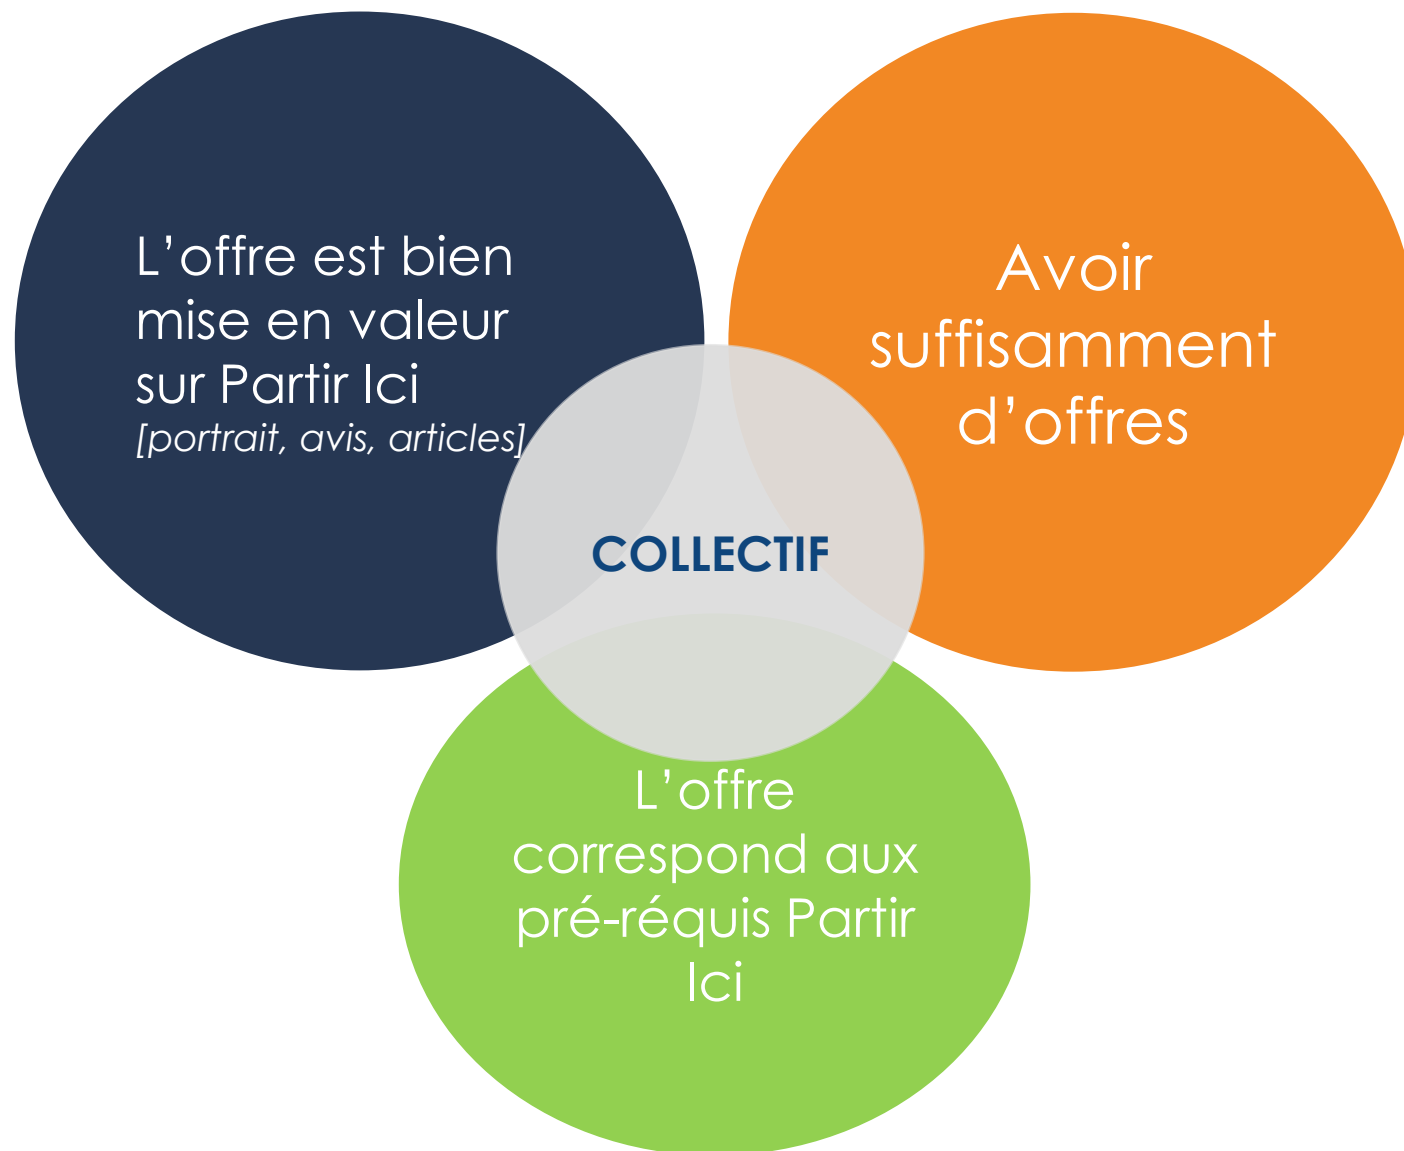 L’offre est bien
mise en valeur
sur Partir Ici
[portrait, avis, articles]
Avoir
suffisamment
d’offres
COLLECTIF
L’offre
correspond aux
pré-réquis Partir
Ici